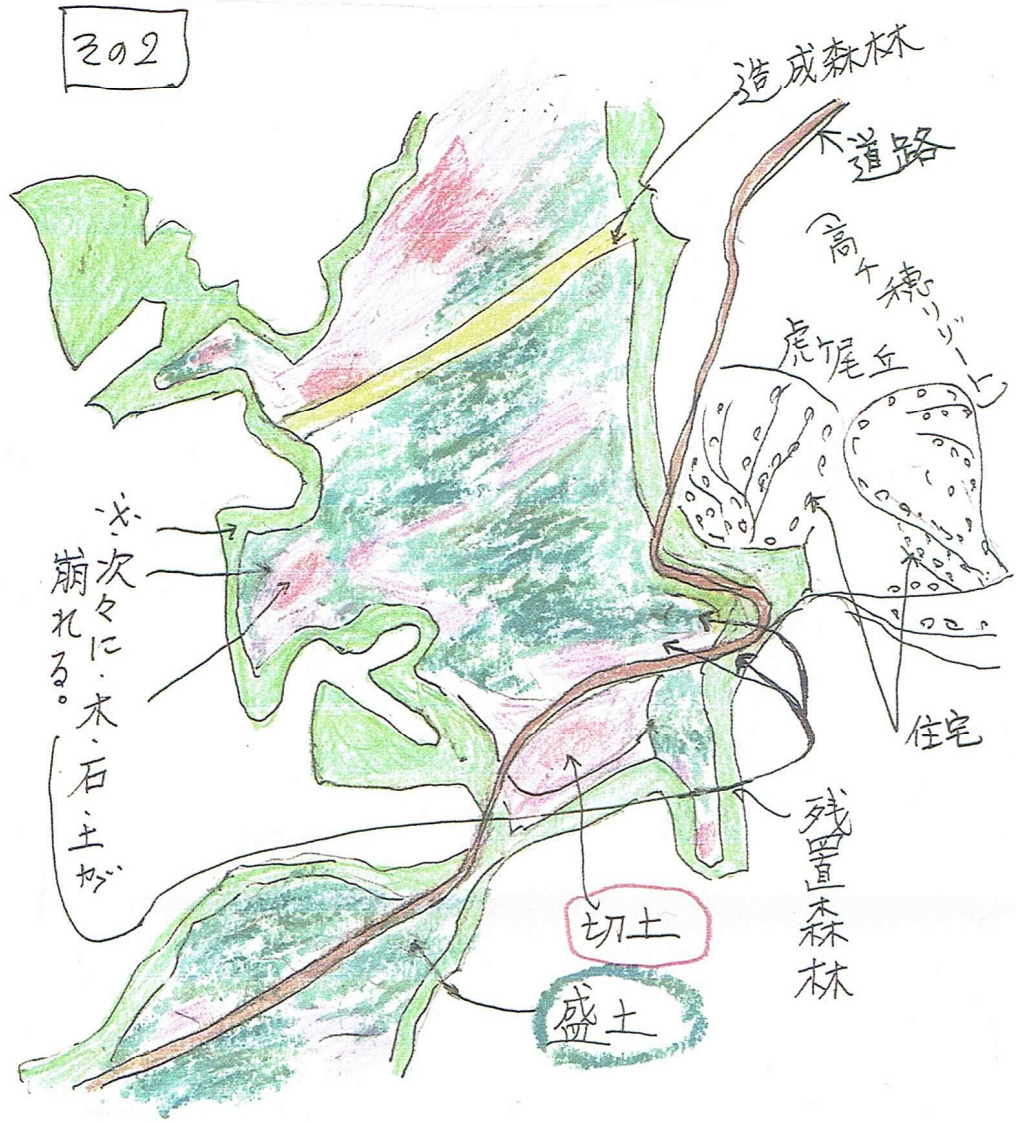 その2
造成森林
道路
(高千穂リゾート)
虎ケ尾丘
※次々に・木・石・土が
崩れる。
住宅
残置森林
切土
盛土